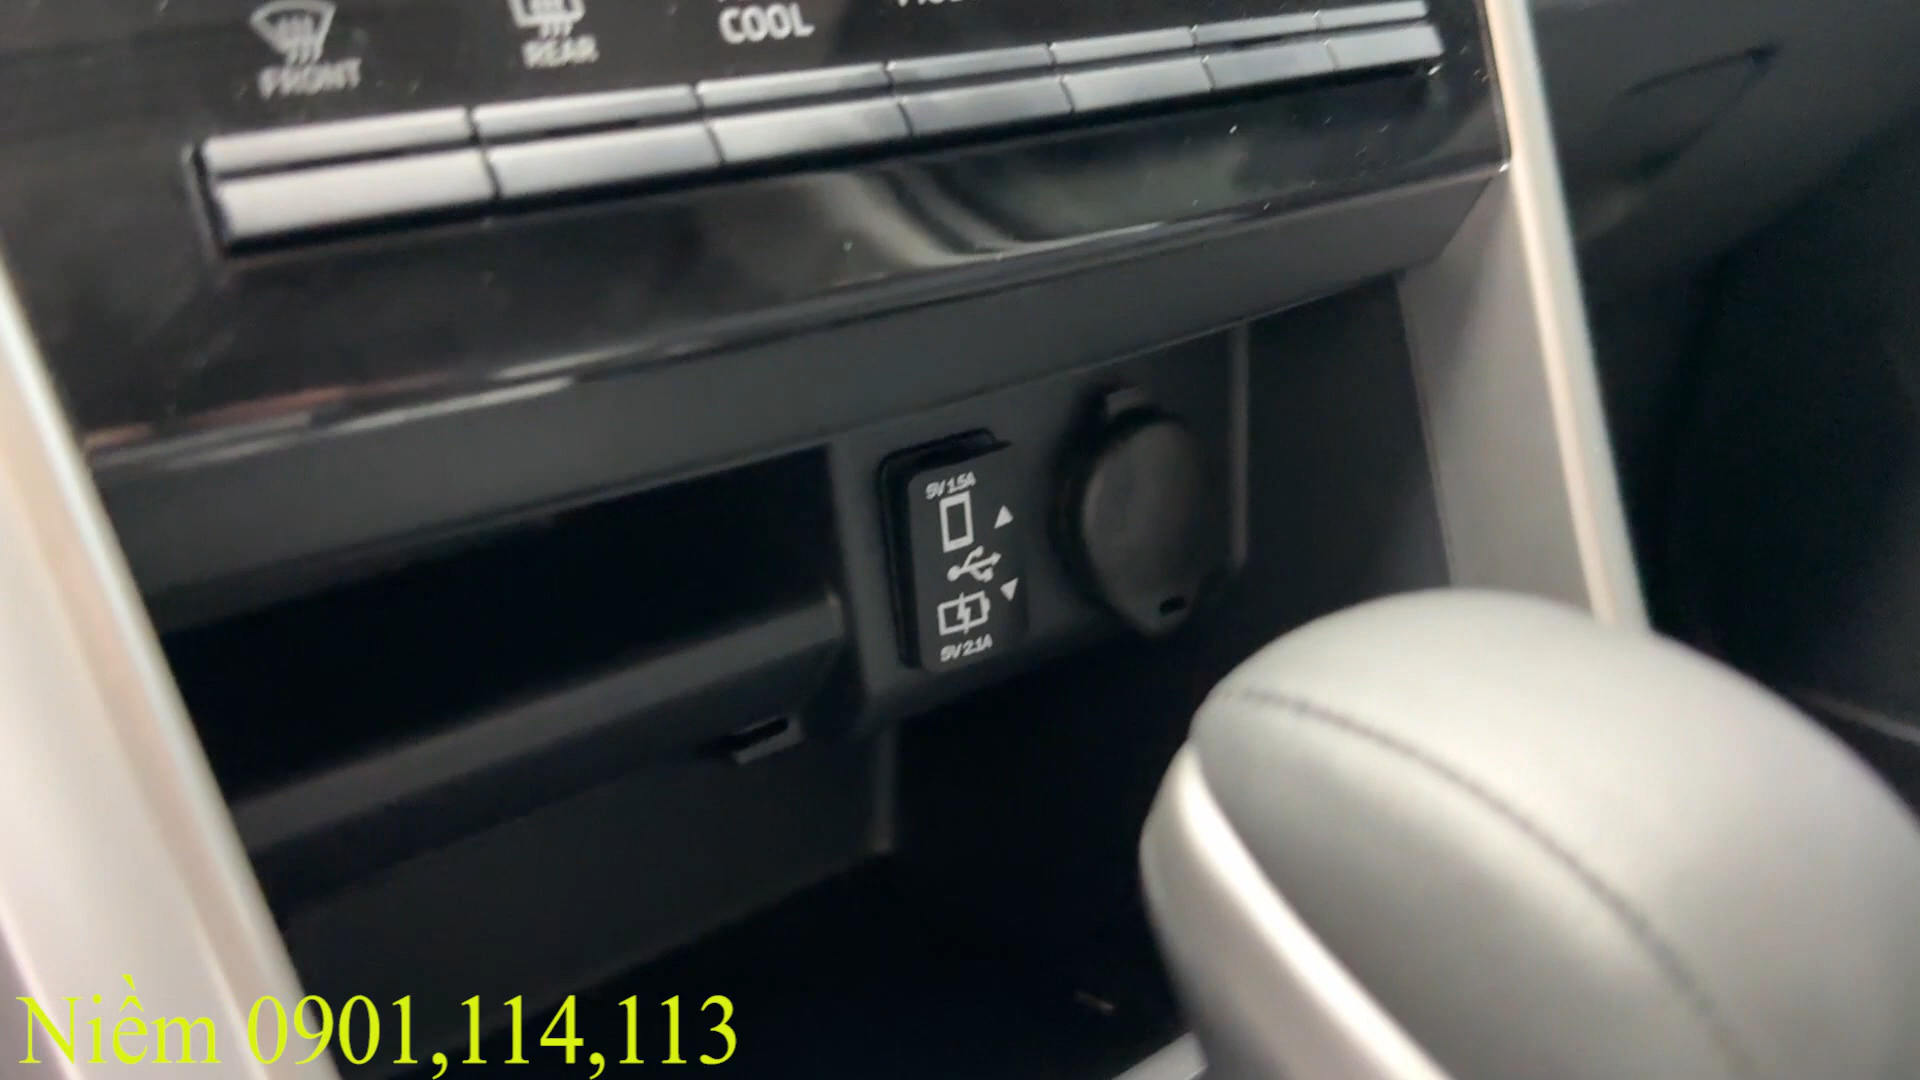 FRONT
REAR
COOL
5V 1.5A
5V 2.1A
Niềm 0901,114,113